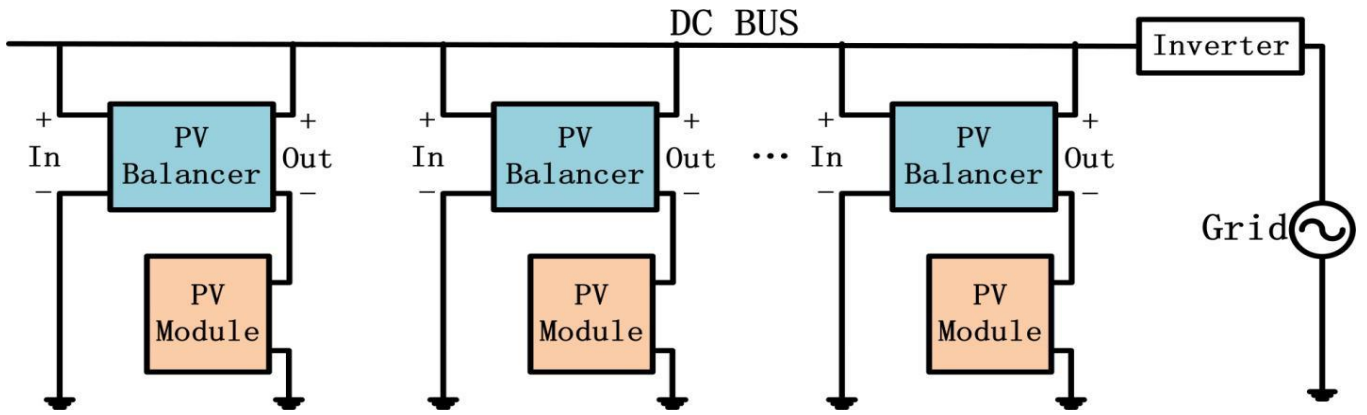 DC BUS
Inverter
+ PV Balancer +
In Out
− −
PV
Module
+ PV Balancer +
In Out
− −
PV
Module
...
+ PV Balancer +
In Out
− −
PV
Module
Grid